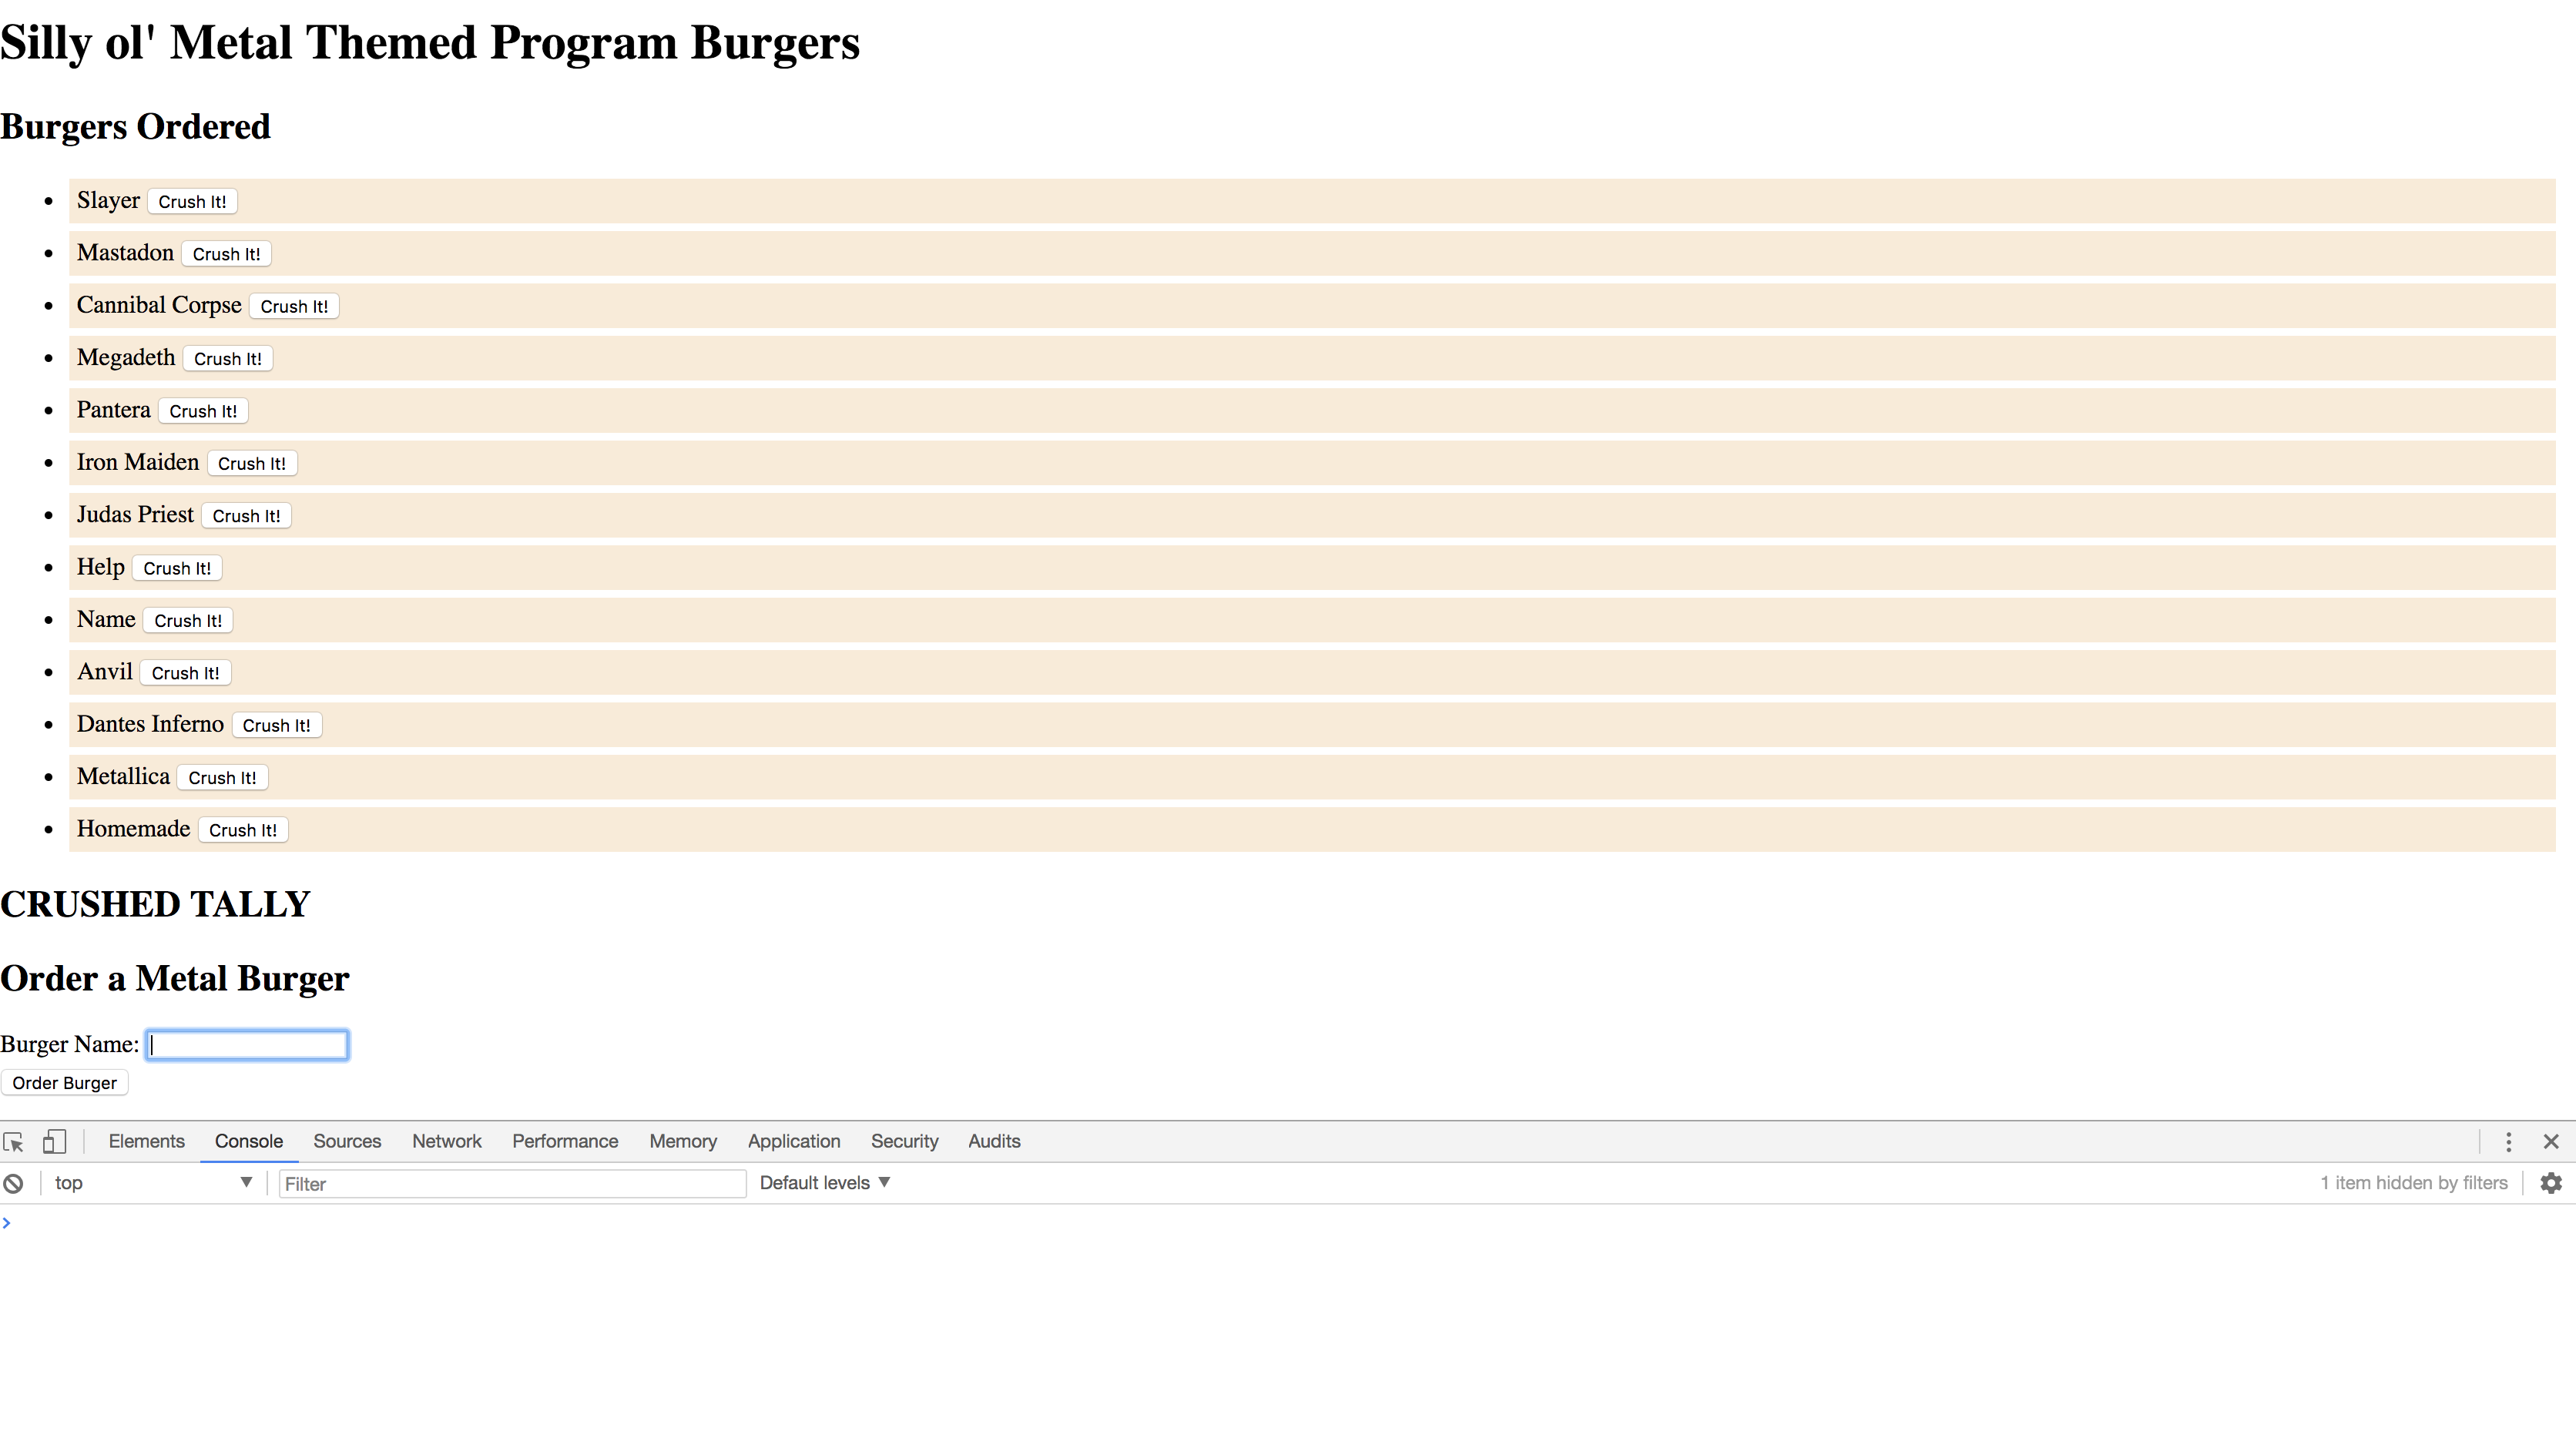 Silly ol' Metal Themed Program Burgers
Burgers Ordered
Slayer Crush It!
Mastadon Crush It!
Cannibal Corpse Crush It!
Megadeth Crush It!
Pantera Crush It!
Iron Maiden Crush It!
Judas Priest Crush It!
Help Crush It!
Name Crush It!
Anvil Crush It!
Dantes Inferno Crush It!
Metallica Crush It!
Homemade Crush It!
CRUSHED TALLY
Order a Metal Burger
Burger Name:
Order Burger
Elements Console Sources Network Performance Memory Application Security Audits
top Filter Default levels 1 item hidden by filters